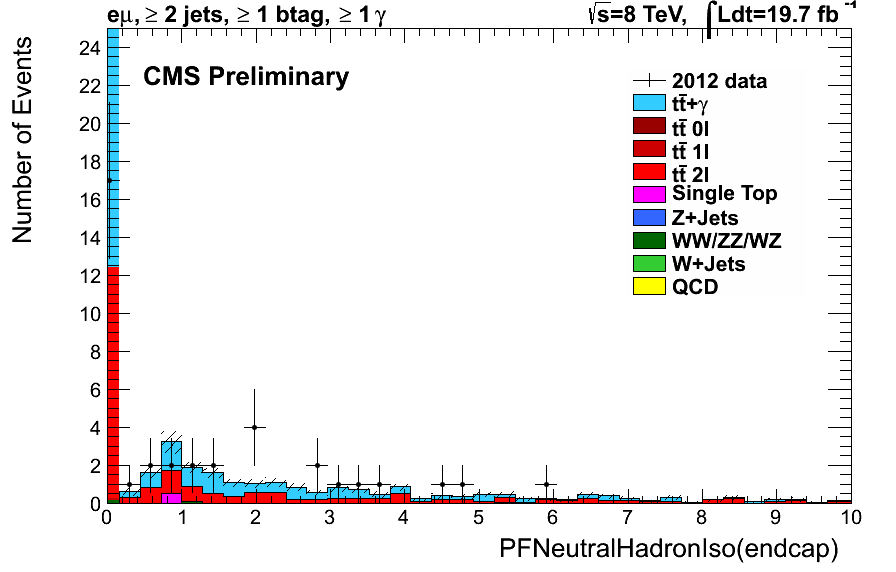 eμ, ≥ 2 jets, ≥ 1 btag, ≥ 1 γ √s=8 TeV, ∫Ldt=19.7 fb⁻¹
CMS Preliminary
2012 data
tt̄+γ
tt̄ 0l
tt̄ 1l
tt̄ 2l
Single Top
Z+Jets
WW/ZZ/WZ
W+Jets
QCD
Number of Events
24
22
20
18
16
14
12
10
8
6
4
2
0
0 1 2 3 4 5 6 7 8 9 10
PFNeutralHadronIso(endcap)